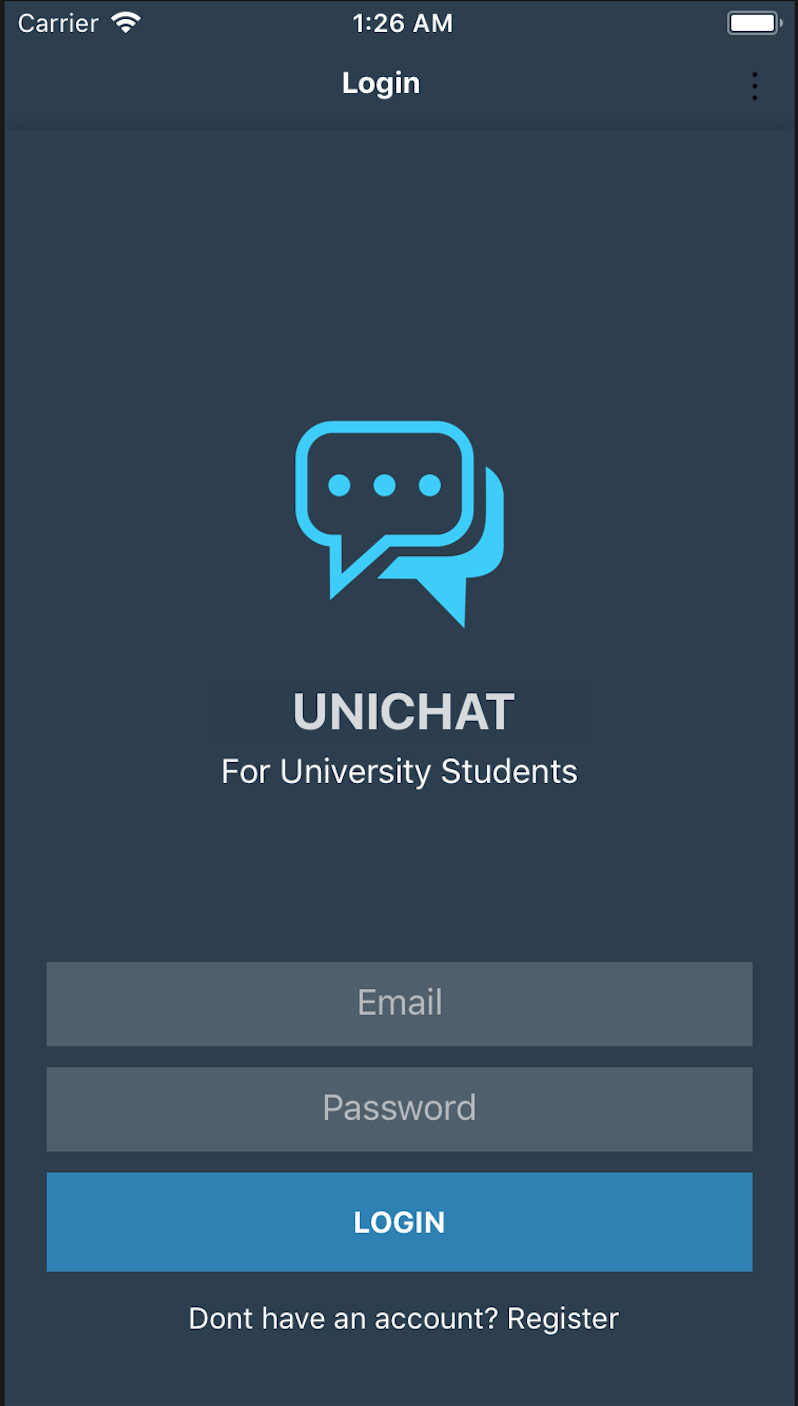 Carrier 1:26 AM
Login
UNICHAT
For University Students
Email
Password
LOGIN
Dont have an account? Register